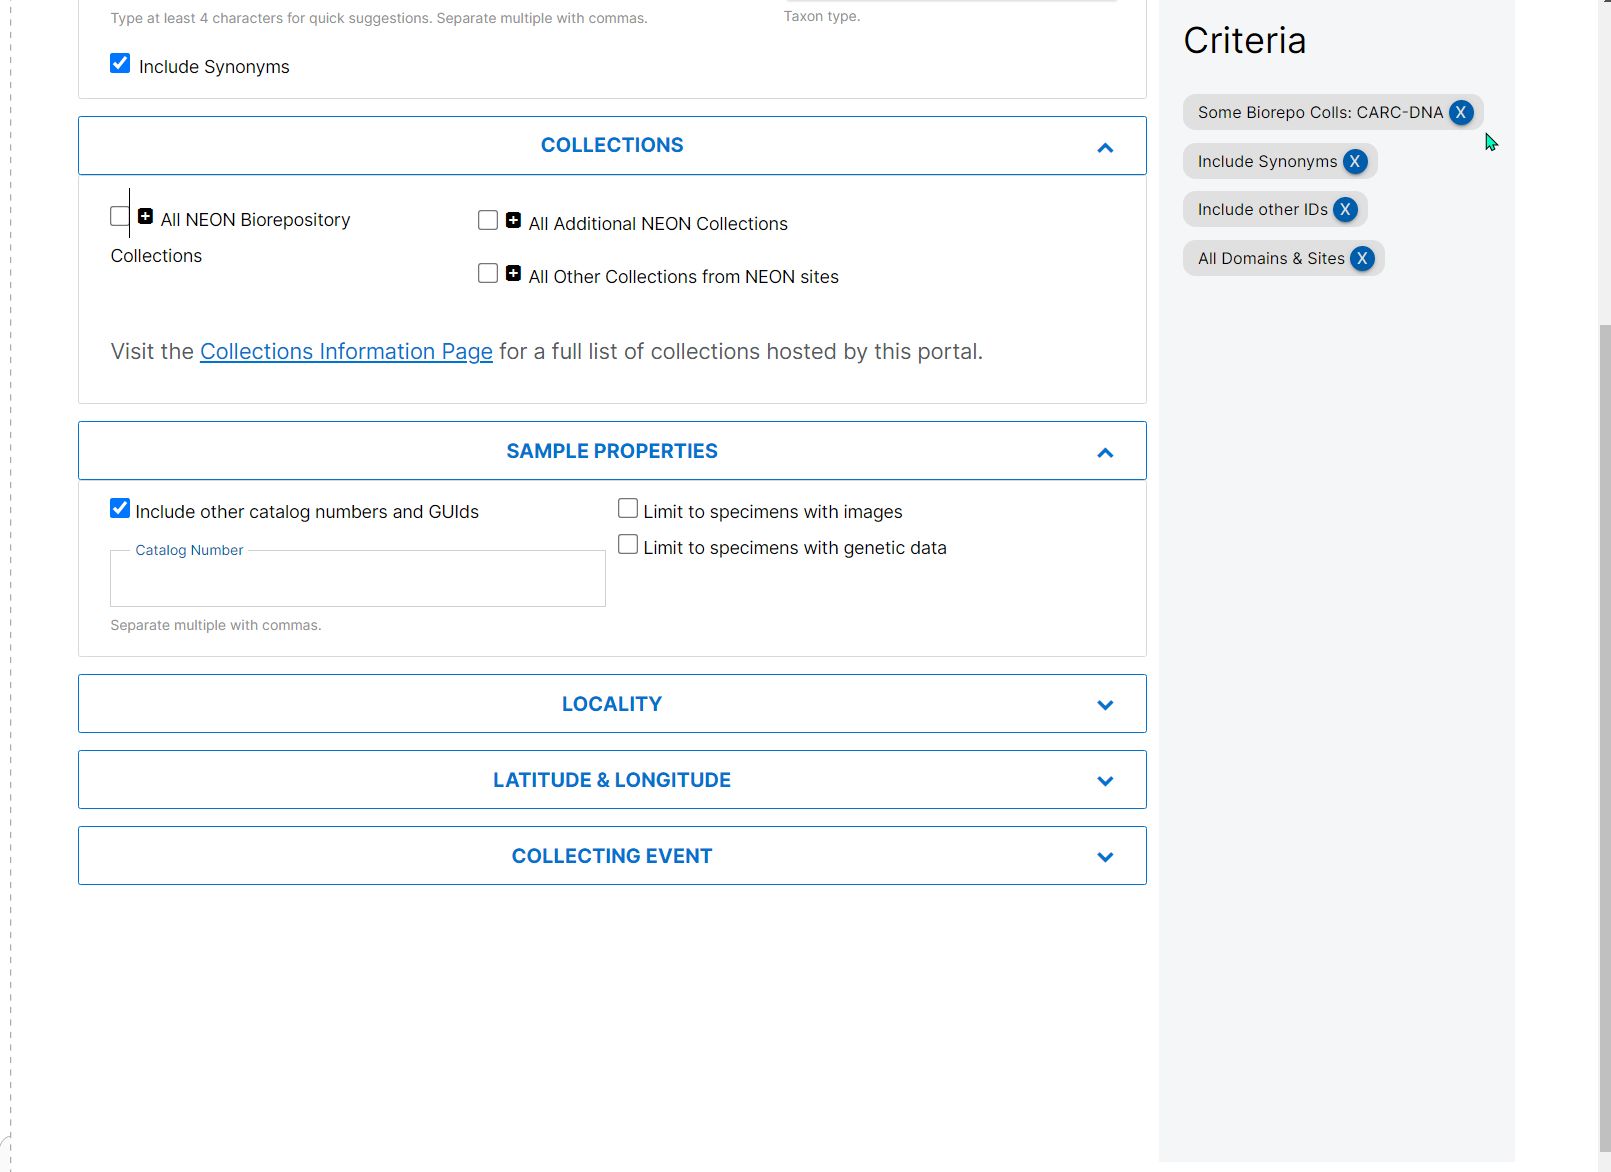 Type at least 4 characters for quick suggestions. Separate multiple with commas.
Taxon type.
Include Synonyms
COLLECTIONS
All NEON Biorepository
Collections
All Additional NEON Collections
All Other Collections from NEON sites
Visit the Collections Information Page for a full list of collections hosted by this portal.
SAMPLE PROPERTIES
Include other catalog numbers and GUIds
Limit to specimens with images
Limit to specimens with genetic data
Catalog Number
Separate multiple with commas.
LOCALITY
LATITUDE & LONGITUDE
COLLECTING EVENT
Criteria
Some Biorepo Colls: CARC-DNA X
Include Synonyms X
Include other IDs X
All Domains & Sites X